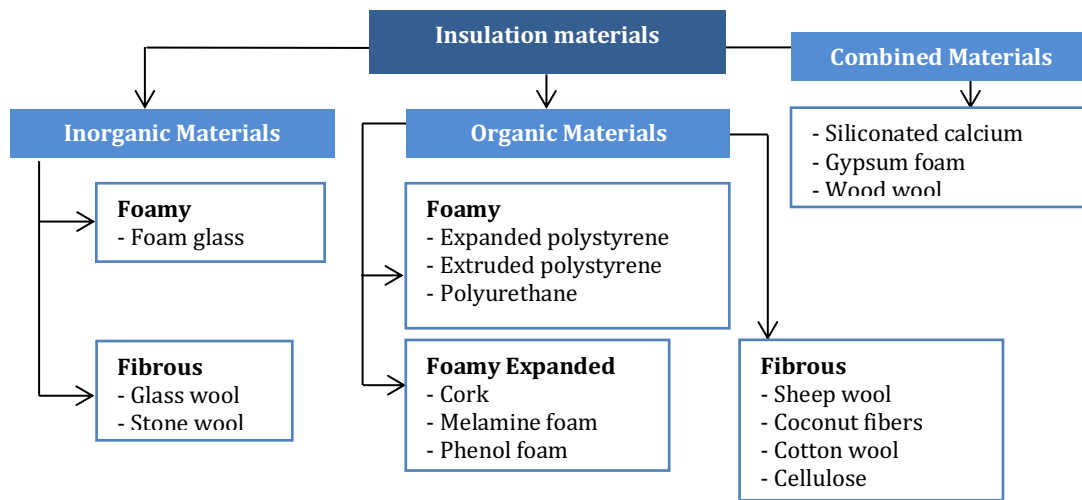 Insulation materials
Combined Materials
- Siliconated calcium
- Gypsum foam
- Wood wool
Inorganic Materials
Foamy
- Foam glass
Fibrous
- Glass wool
- Stone wool
Organic Materials
Foamy
- Expanded polystyrene
- Extruded polystyrene
- Polyurethane
Foamy Expanded
- Cork
- Melamine foam
- Phenol foam
Fibrous
- Sheep wool
- Coconut fibers
- Cotton wool
- Cellulose